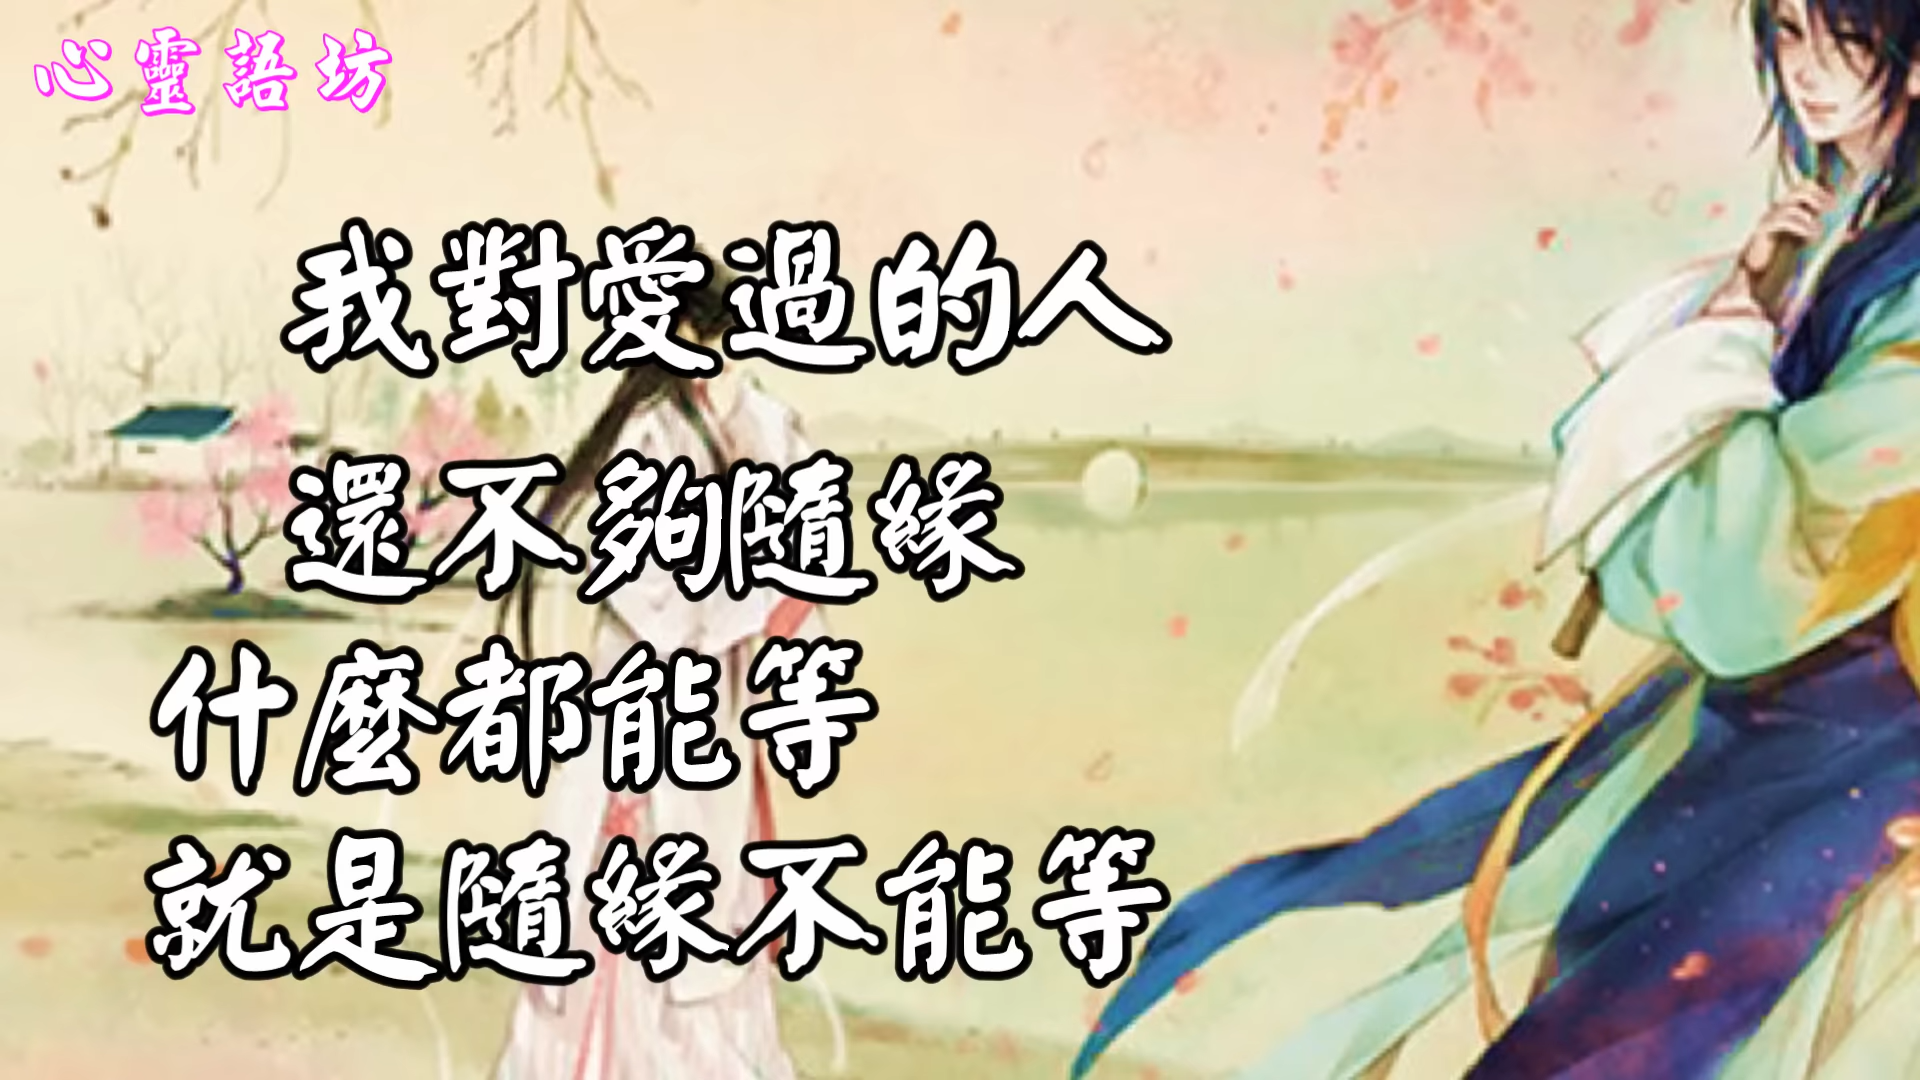 心靈語坊
我對愛過的人
還不夠隨緣
什麼都能等
就是隨緣不能等